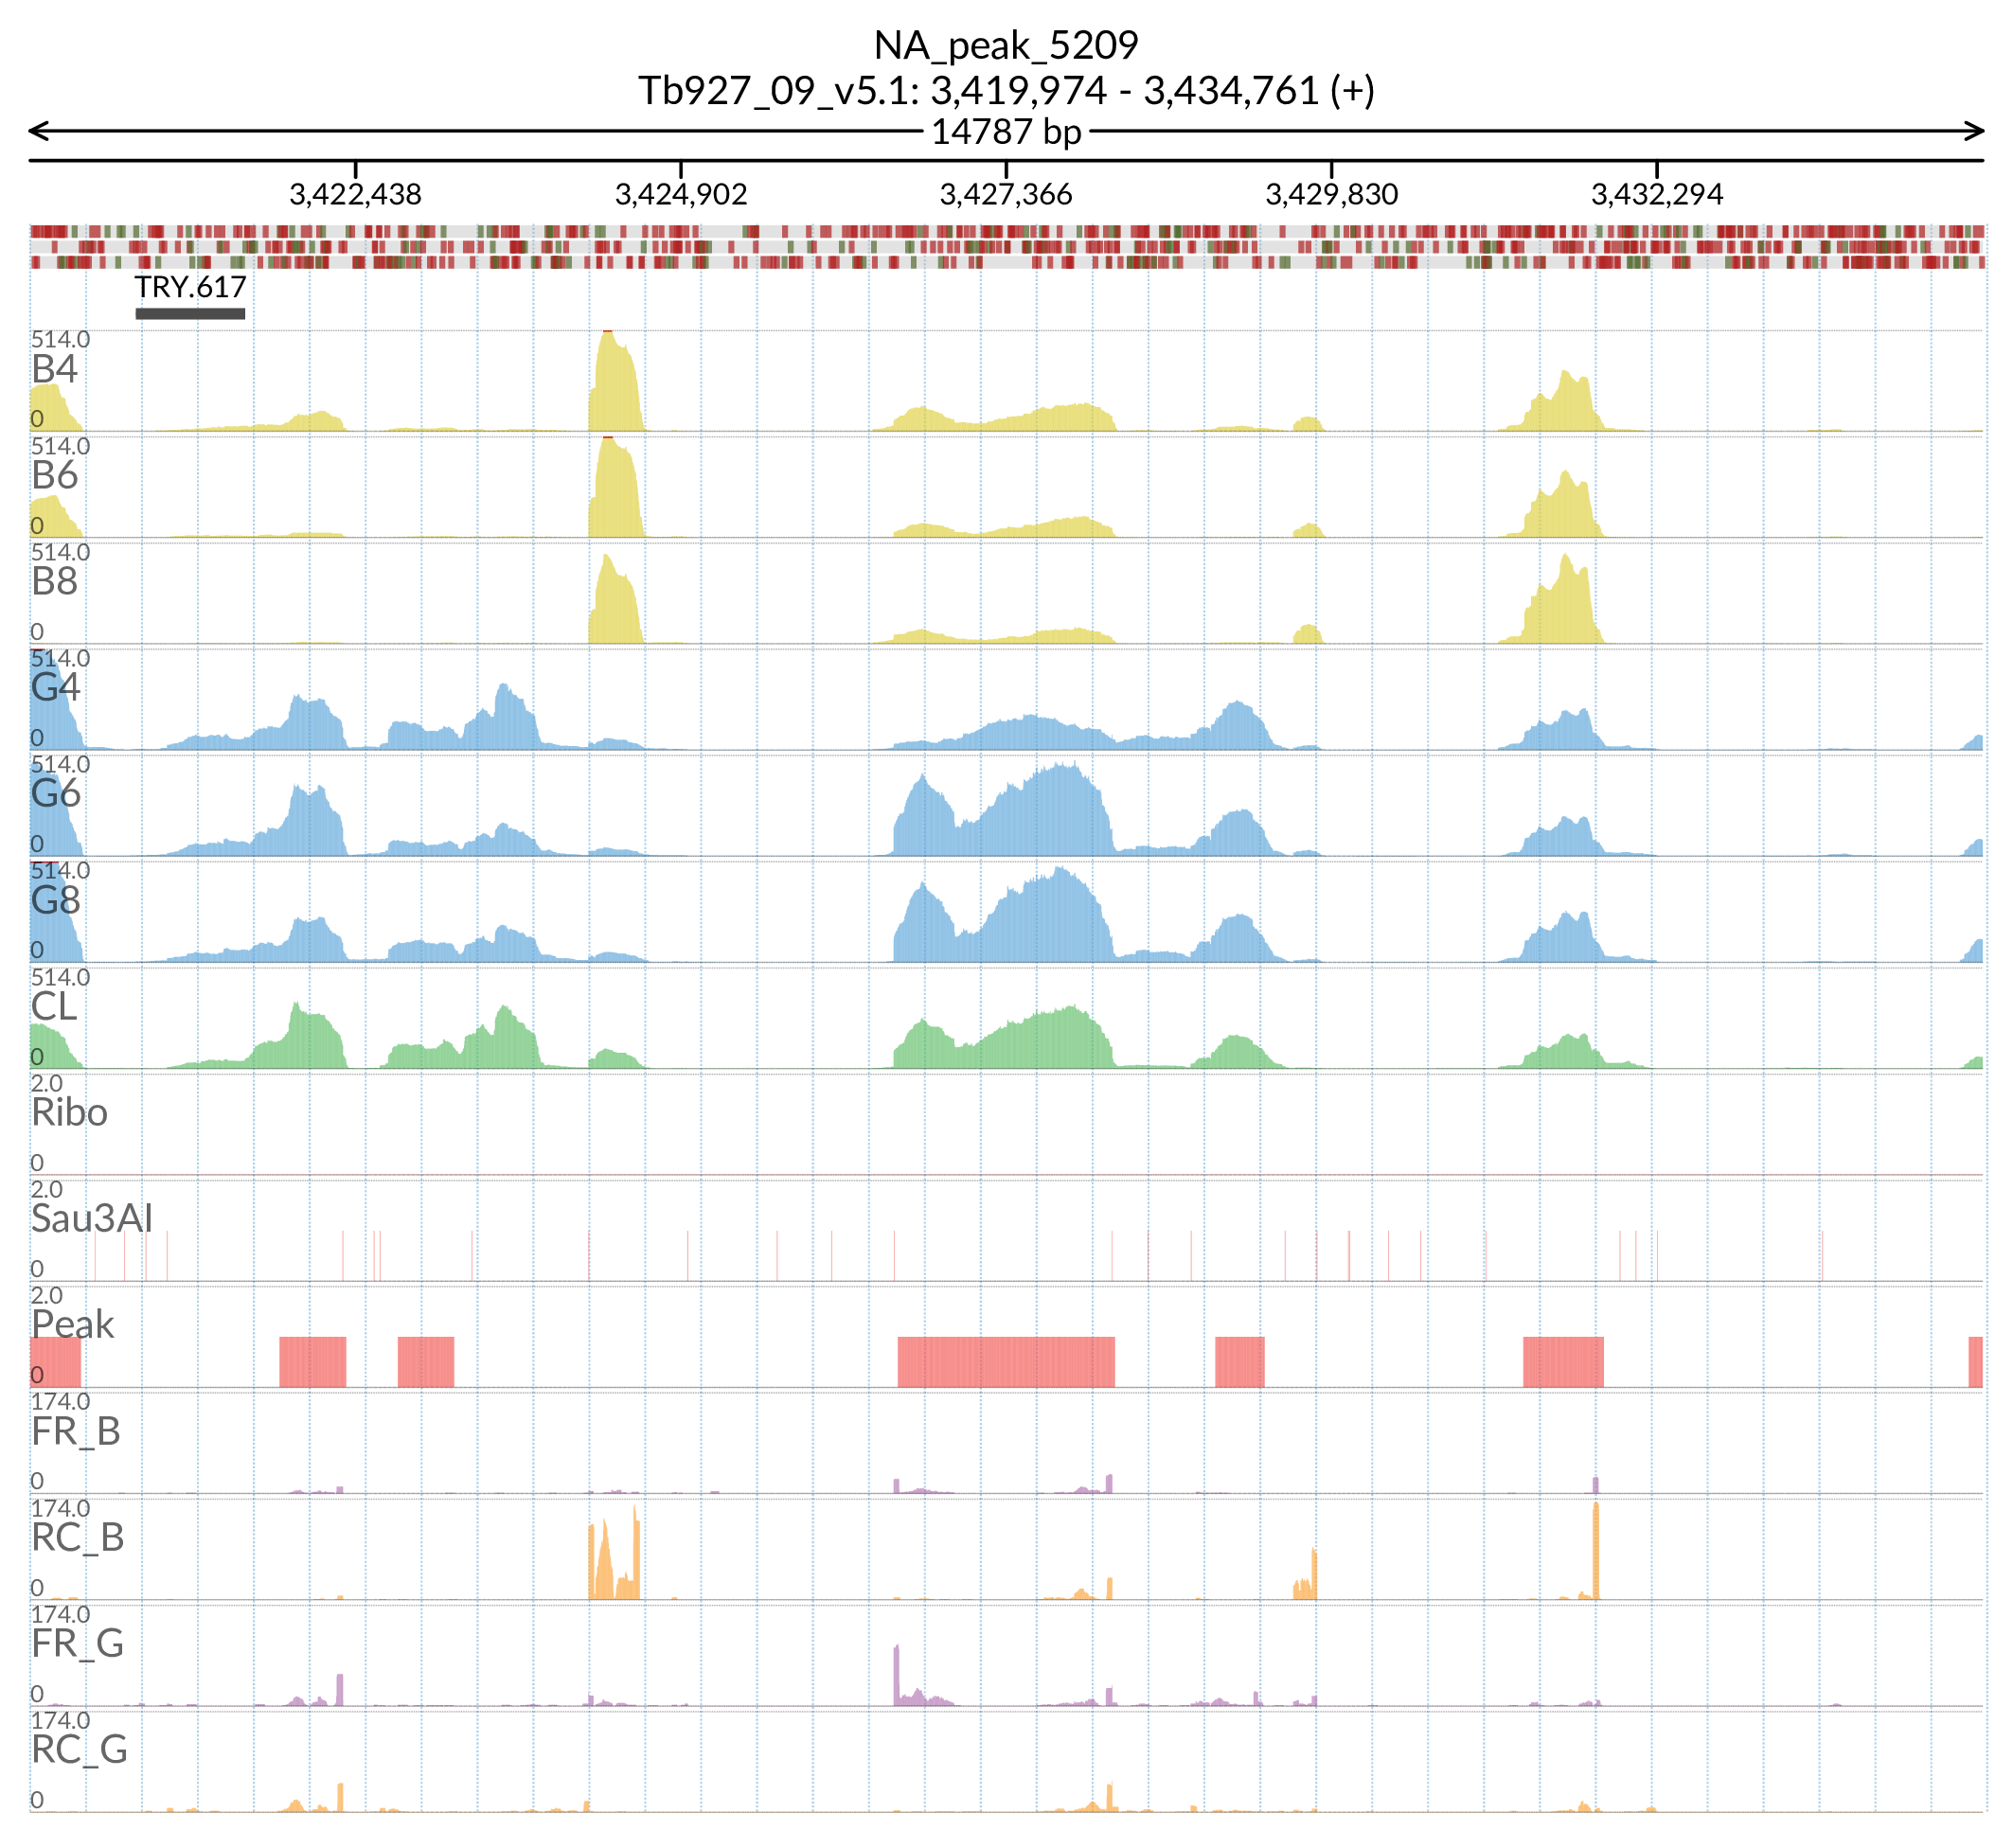 NA_peak_5209
Tb927_09_v5.1: 3,419,974 - 3,434,761 (+)
14787 bp
3,422,438 3,424,902 3,427,366 3,429,830 3,432,294
TRY.617
514.0
B4
0
514.0
B6
0
514.0
B8
0
514.0
G4
0
514.0
G6
0
514.0
G8
0
514.0
CL
0
2.0
Ribo
0
2.0
Sau3AI
0
2.0
Peak
0
174.0
FR_B
0
174.0
RC_B
0
174.0
FR_G
0
174.0
RC_G
0